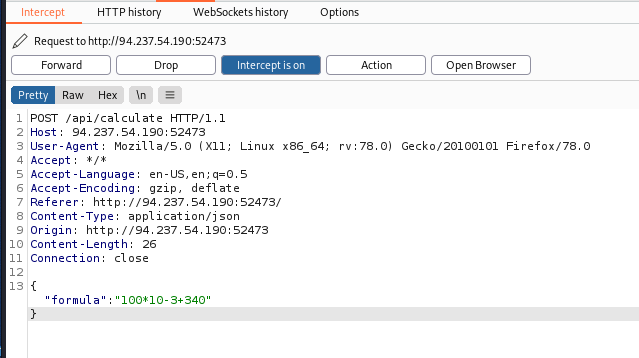 Intercept HTTP history WebSockets history Options
Request to http://94.237.54.190:52473
Forward Drop Intercept is on Action Open Browser
Pretty Raw Hex \n
1 POST /api/calculate HTTP/1.1
2 Host: 94.237.54.190:52473
3 User-Agent: Mozilla/5.0 (X11; Linux x86_64; rv:78.0) Gecko/20100101 Firefox/78.0
4 Accept: */*
5 Accept-Language: en-US,en;q=0.5
6 Accept-Encoding: gzip, deflate
7 Referer: http://94.237.54.190:52473/
8 Content-Type: application/json
9 Origin: http://94.237.54.190:52473
10 Content-Length: 26
11 Connection: close
12
13 {
"formula":"100*10-3+340"
}